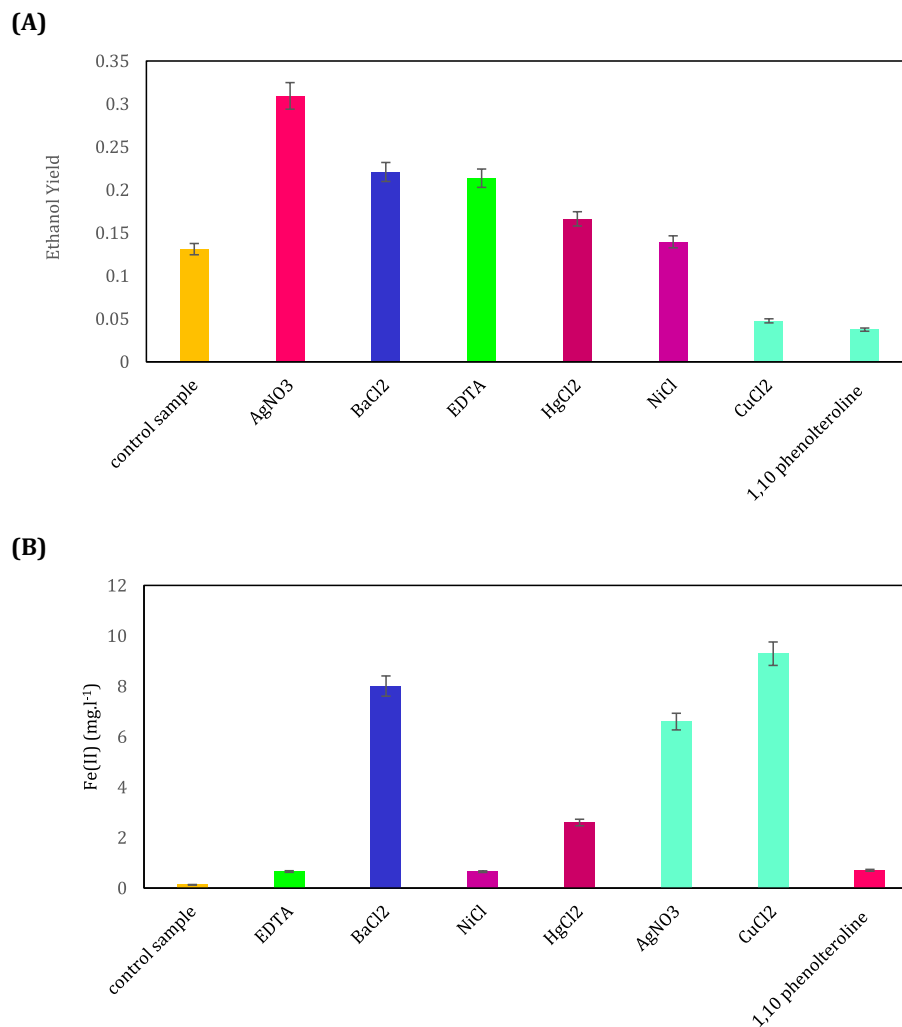 (A)
0.35
0.3
0.25
0.2
0.15
0.1
0.05
0
Ethanol Yield
control sample
AgNO3
BaCl2
EDTA
HgCl2
NiCl
CuCl2
1,10 phenolteroline
(B)
12
10
8
6
4
2
0
Fe(II) (mg.l⁻¹)
control sample
EDTA
BaCl2
NiCl
HgCl2
AgNO3
CuCl2
1,10 phenolteroline